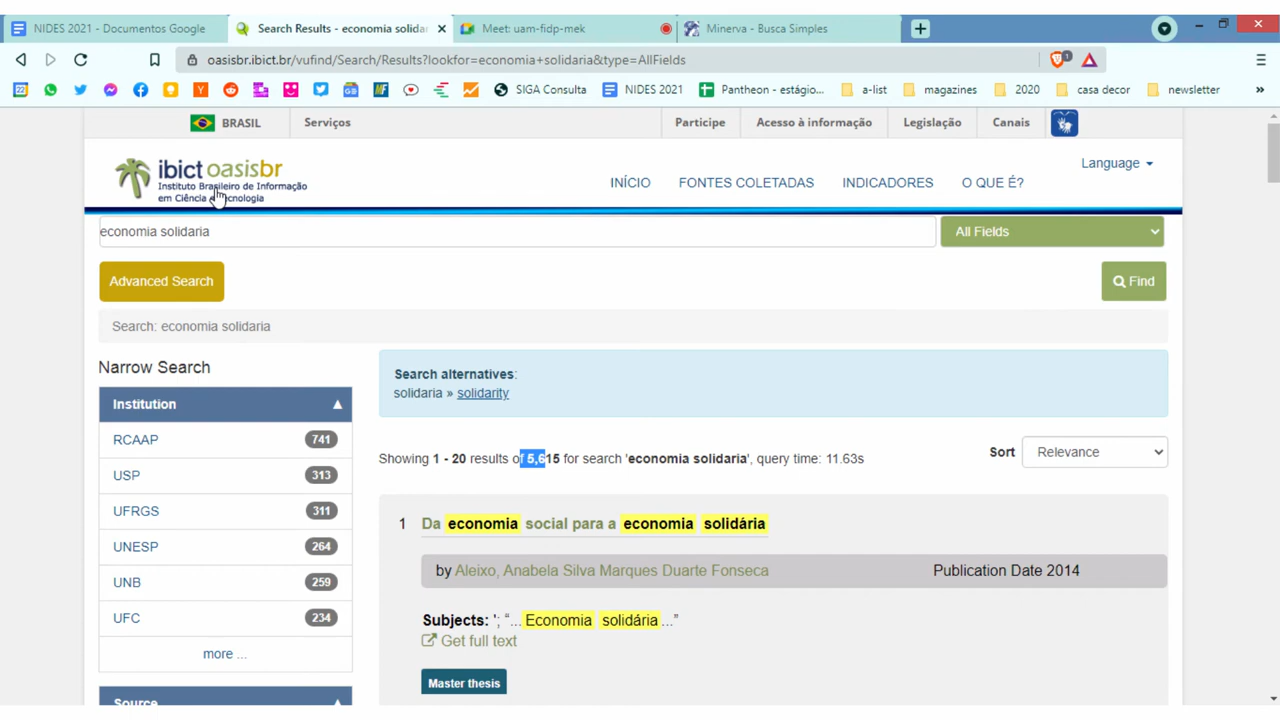 NIDES 2021 - Documentos Google
Search Results - economia solida
Meet: uam-fidp-mek
Minerva - Busca Simples
oasisbr.ibict.br/vufind/Search/Results?lookfor=economia+solidaria&type=AllFields
SIGA Consulta
NIDES 2021
Pantheon - estágio...
a-list
magazines
2020
casa decor
newsletter
»
BRASIL
Serviços
Participe
Acesso à informação
Legislação
Canais
ibict oasisbr
Instituto Brasileiro de Informação
em Ciência e Tecnologia
Language
INÍCIO
FONTES COLETADAS
INDICADORES
O QUE É?
economia solidaria
All Fields
Advanced Search
Find
Search: economia solidaria
Narrow Search
Institution
RCAAP 741
USP 313
UFRGS 311
UNESP 264
UNB 259
UFC 234
more ...
Source
Search alternatives:
solidaria » solidarity
Showing 1 - 20 results of 5,615 for search 'economia solidaria', query time: 11.63s
Sort
Relevance
1 Da economia social para a economia solidária
by Aleixo, Anabela Silva Marques Duarte Fonseca
Publication Date 2014
Subjects: '; “... Economia solidária ...”
Get full text
Master thesis